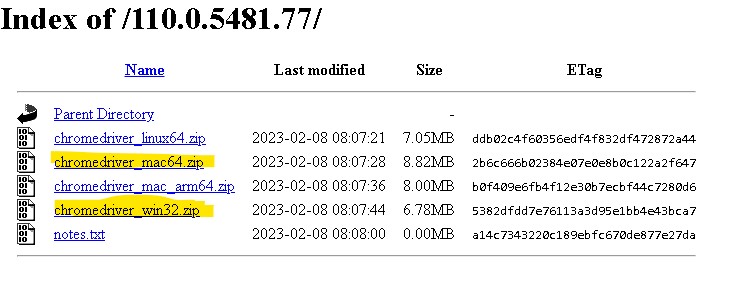 Index of /110.0.5481.77/
Name Last modified Size ETag
Parent Directory -
chromedriver_linux64.zip 2023-02-08 08:07:21 7.05MB ddb02c4f60356edf4f832df472872a44
chromedriver_mac64.zip 2023-02-08 08:07:28 8.82MB 2b6c666b02384e07e0e8b0c122a2f647
chromedriver_mac_arm64.zip 2023-02-08 08:07:36 8.00MB b0f409e6fb4f12e30b7ecbf44c7280d6
chromedriver_win32.zip 2023-02-08 08:07:44 6.78MB 5382dfdd7e76113a3d95e1bb4e43bca7
notes.txt 2023-02-08 08:08:00 0.00MB a14c7343220c189ebfc670de877e27da